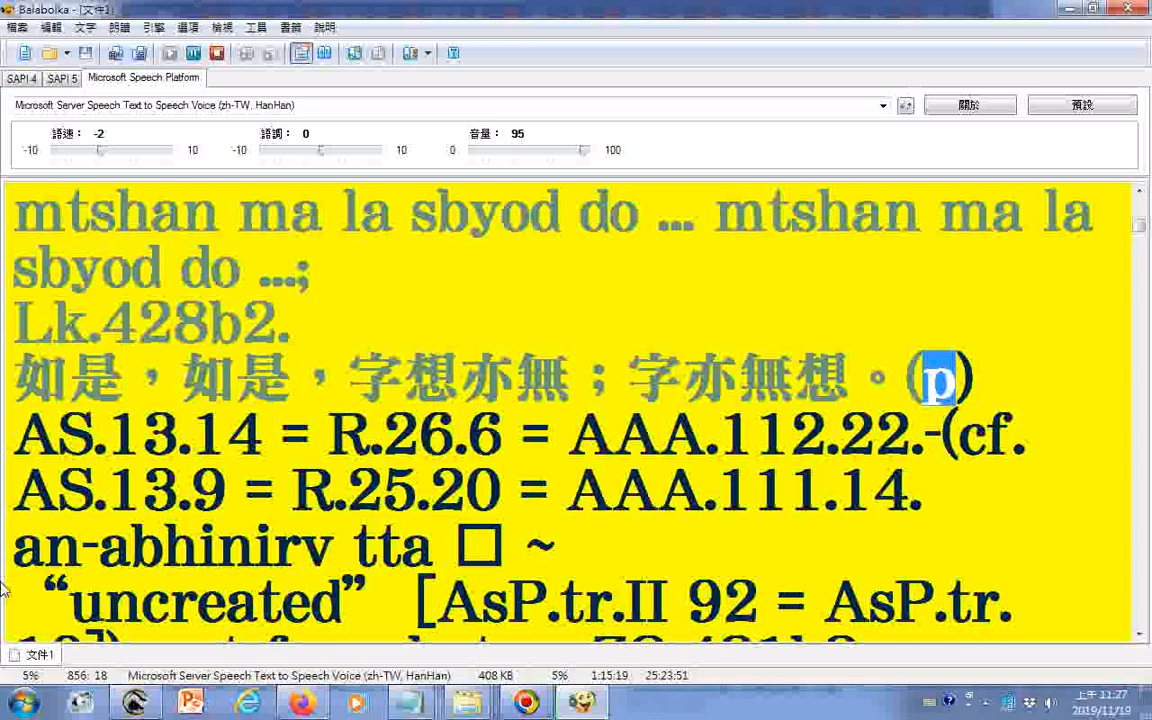 Balabolka - [文件1]
檔案 編輯 文字 朗讀 引擎 選項 檢視 工具 書籤 說明
SAPI 4 SAPI 5 Microsoft Speech Platform
Microsoft Server Speech Text to Speech Voice (zh-TW, HanHan) 關於 預設
語速： -2 語調： 0 音量： 95
-10 10 -10 10 0 100
mtshan ma la sbyod do ... mtshan ma la
sbyod do ...;
Lk.428b2.
如是，如是，字想亦無；字亦無想。(p)
AS.13.14 = R.26.6 = AAA.112.22.-(cf.
AS.13.9 = R.25.20 = AAA.111.14.
an-abhinirv tta □ ~
“uncreated” [AsP.tr.II 92 = AsP.tr.
文件1
5% 856: 18 Microsoft Server Speech Text to Speech Voice (zh-TW, HanHan) 408 KB 5% 1:15:19 25:23:51
上午 11:27
2019/11/19